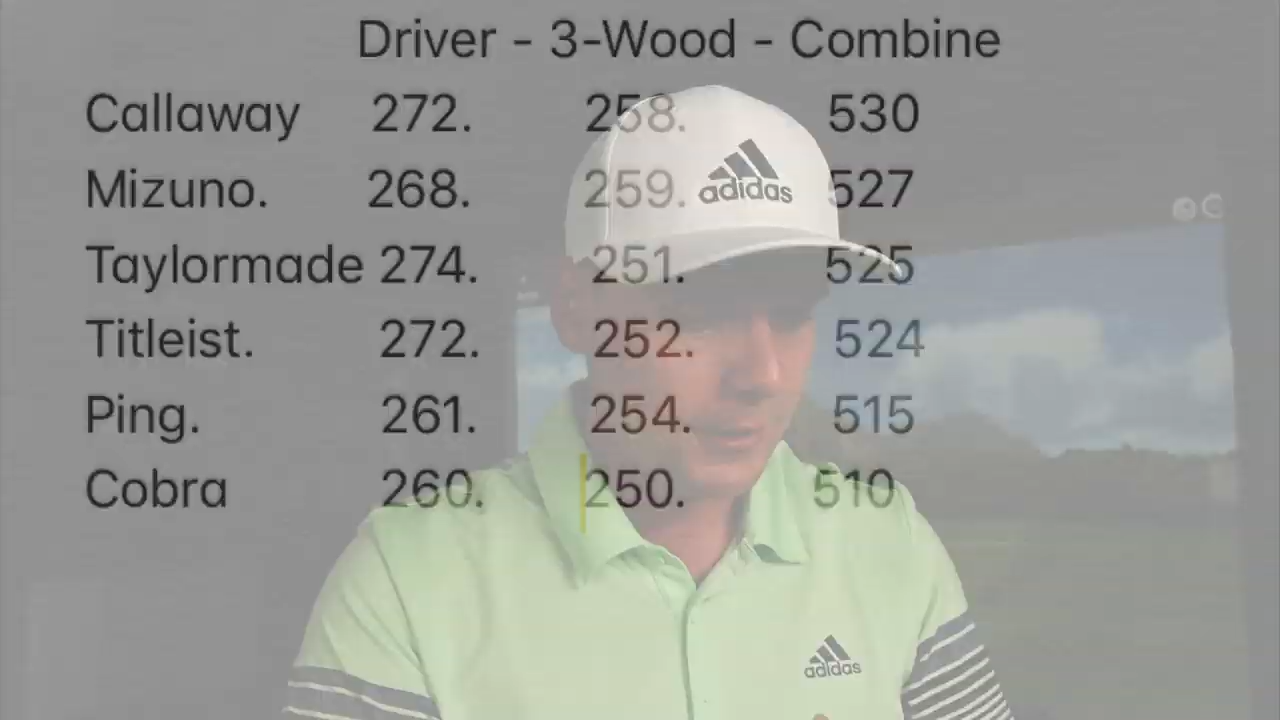 Driver - 3-Wood - Combine
Callaway 272. 258. 530
Mizuno. 268. 259. 527
Taylormade 274. 251. 525
Titleist. 272. 252. 524
Ping. 261. 254. 515
Cobra 260. 250. 510
adidas
adidas